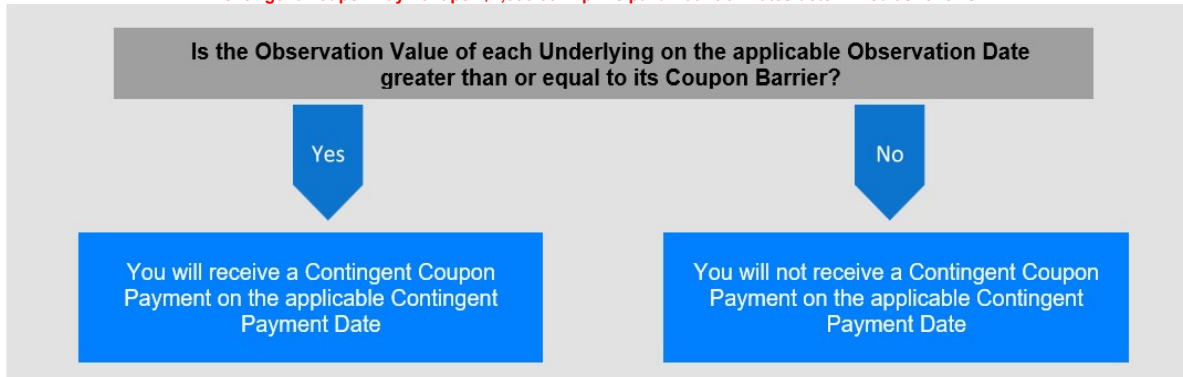 Is the Observation Value of each Underlying on the applicable Observation Date
greater than or equal to its Coupon Barrier?
Yes
No
You will receive a Contingent Coupon
Payment on the applicable Contingent
Payment Date
You will not receive a Contingent Coupon
Payment on the applicable Contingent
Payment Date